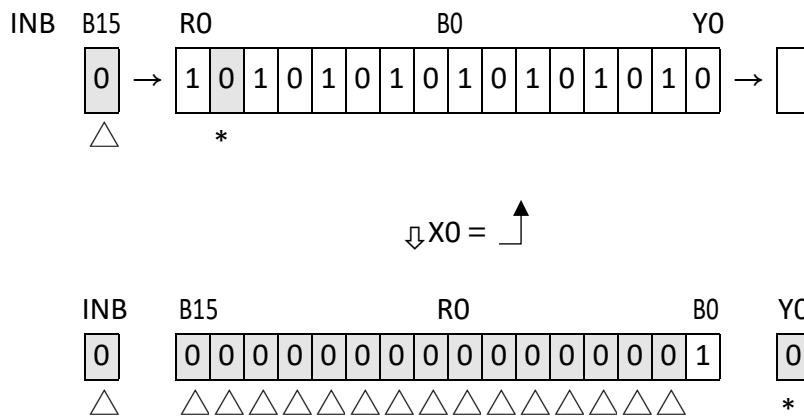 INB B15 R0 B0 Y0
0 → 1 0 1 0 1 0 1 0 1 0 1 0 1 0 1 0 →
△ *
⇩X0 =
INB B15 R0 B0 Y0
0 0 0 0 0 0 0 0 0 0 0 0 0 0 0 0 1 0
△ △ △ △ △ △ △ △ △ △ △ △ △ △ △ △ *